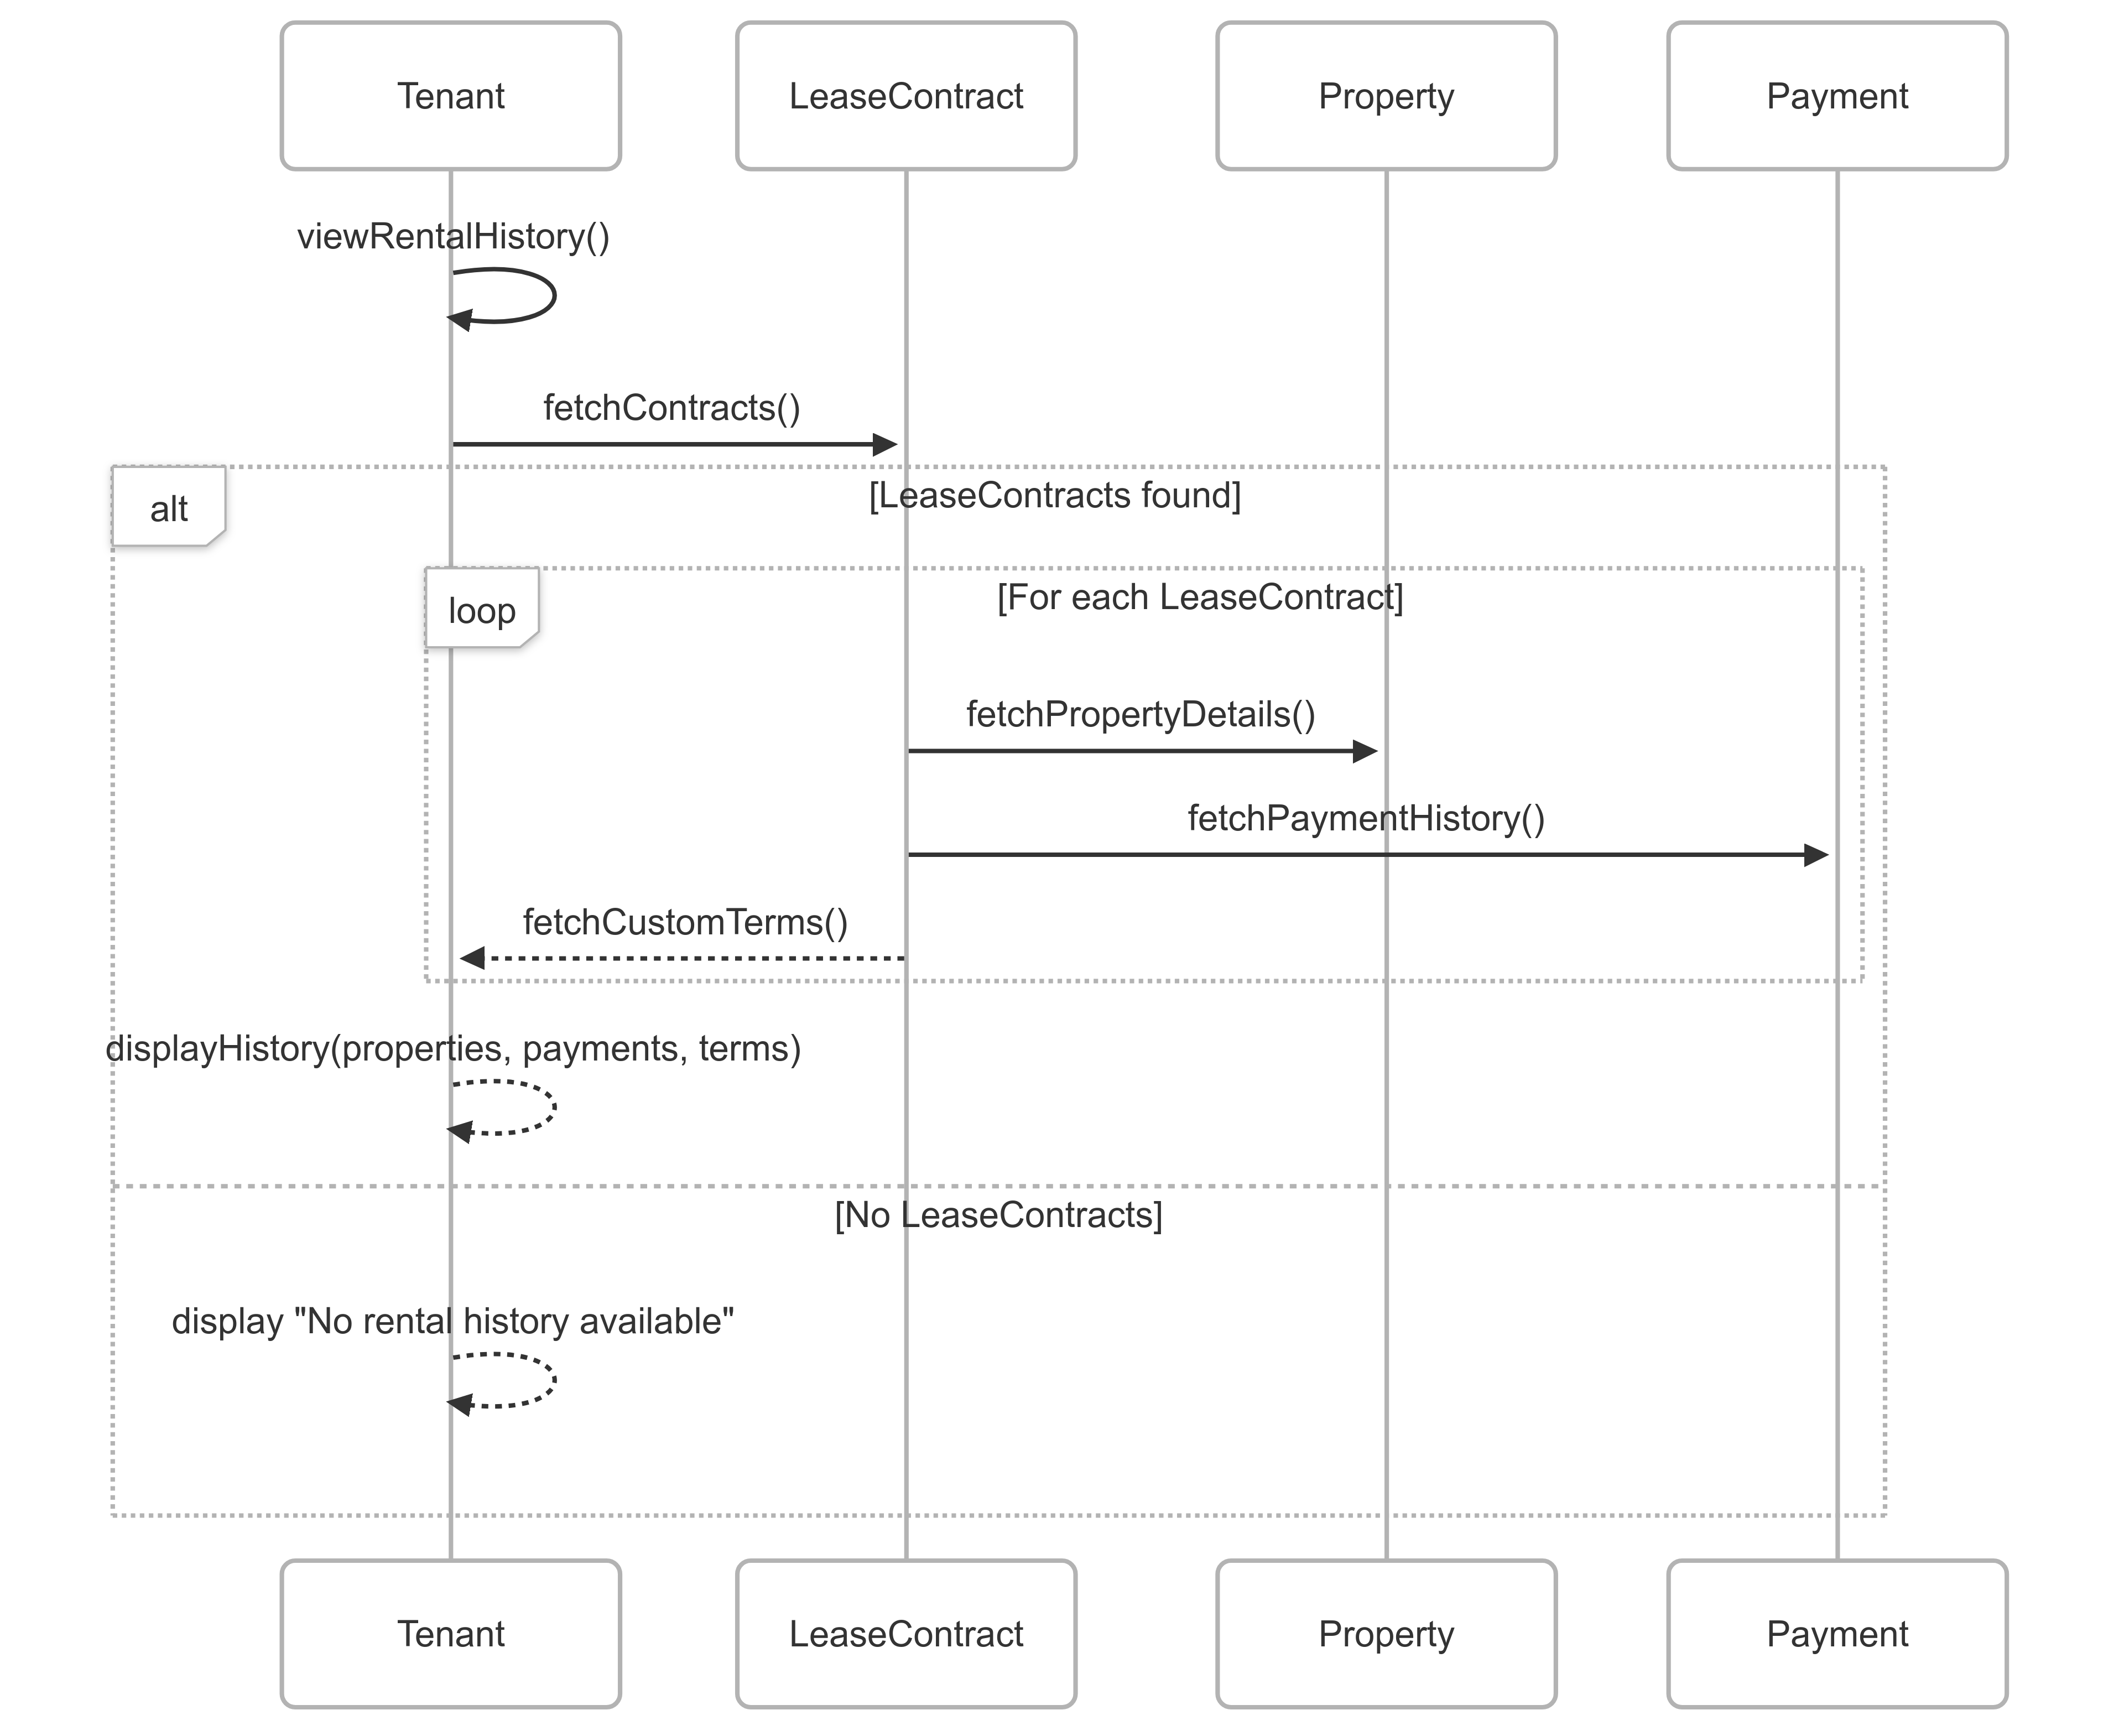 Tenant
LeaseContract
Property
Payment
viewRentalHistory()
fetchContracts()
alt
[LeaseContracts found]
loop
[For each LeaseContract]
fetchPropertyDetails()
fetchPaymentHistory()
fetchCustomTerms()
displayHistory(properties, payments, terms)
[No LeaseContracts]
display "No rental history available"
Tenant
LeaseContract
Property
Payment